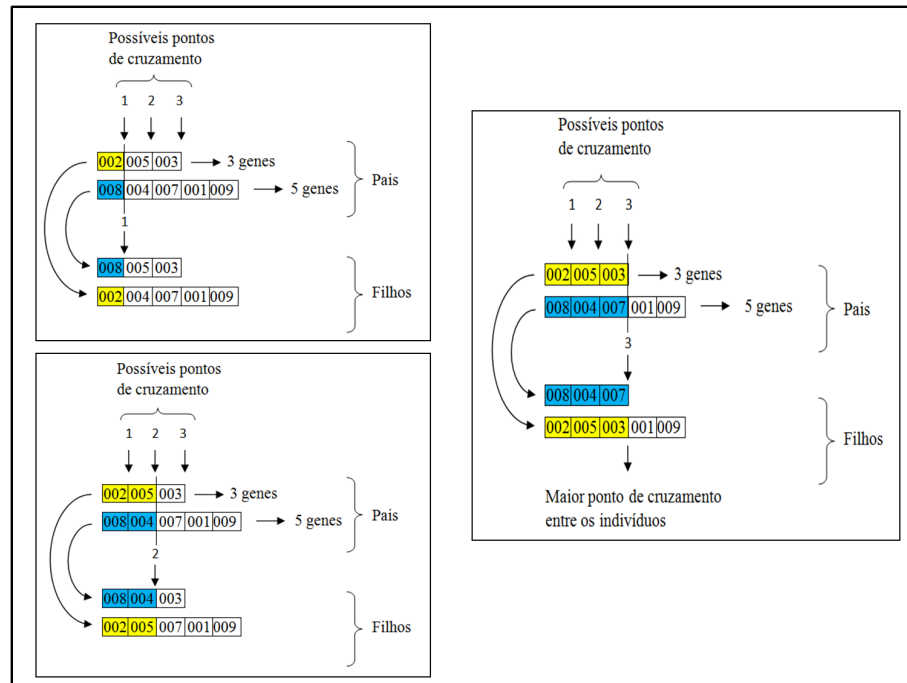 Possíveis pontos
de cruzamento
1 2 3
002 005 003 3 genes
008 004 007 001 009 5 genes
Pais
1
008 005 003
002 004 007 001 009
Filhos
Possíveis pontos
de cruzamento
1 2 3
002 005 003 3 genes
008 004 007 001 009 5 genes
Pais
2
008 004 003
002 005 007 001 009
Filhos
Possíveis pontos
de cruzamento
1 2 3
002 005 003 3 genes
008 004 007 001 009 5 genes
Pais
3
008 004 007
002 005 003 001 009
Filhos
Maior ponto de cruzamento
entre os indivíduos